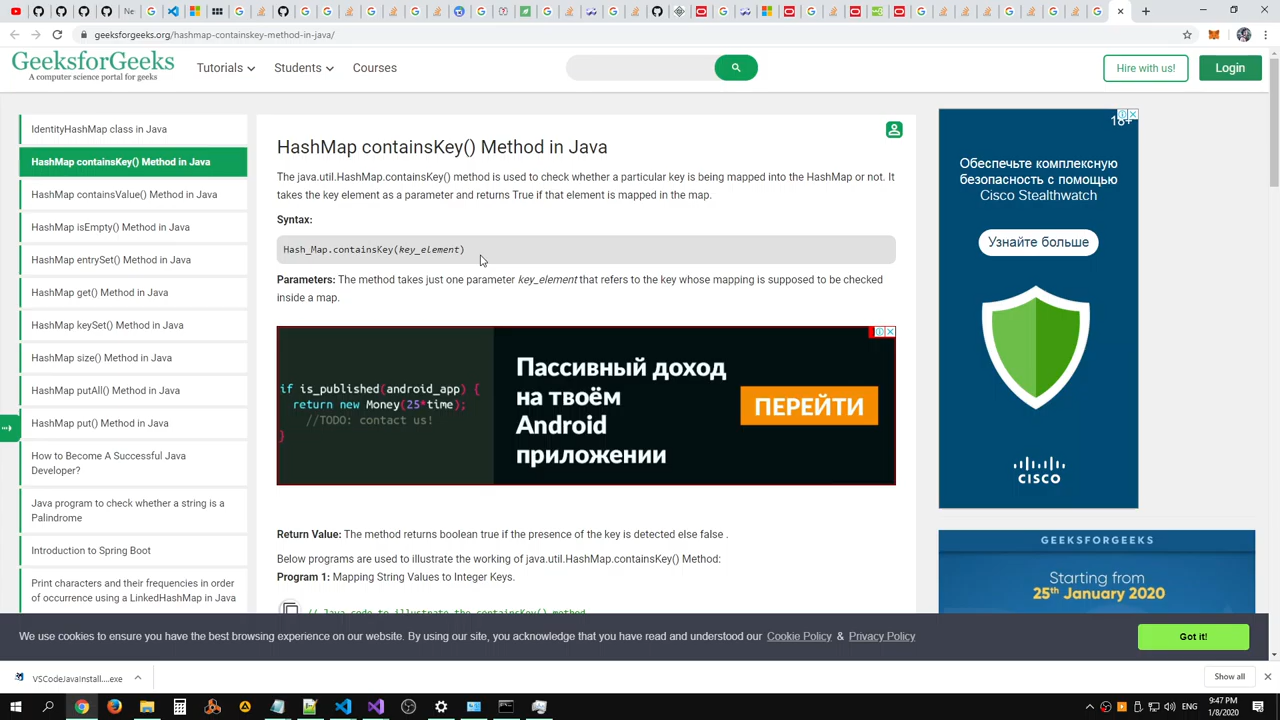 Ne
geeksforgeeks.org/hashmap-containskey-method-in-java/
GeeksforGeeks
A computer science portal for geeks
Tutorials
Students
Courses
Hire with us!
Login
IdentityHashMap class in Java
HashMap containsKey() Method in Java
HashMap containsValue() Method in Java
HashMap isEmpty() Method in Java
HashMap entrySet() Method in Java
HashMap get() Method in Java
HashMap keySet() Method in Java
HashMap size() Method in Java
HashMap putAll() Method in Java
HashMap put() Method in Java
How to Become A Successful Java
Developer?
Java program to check whether a string is a
Palindrome
Introduction to Spring Boot
Print characters and their frequencies in order
of occurrence using a LinkedHashMap in Java
HashMap containsKey() Method in Java
The java.util.HashMap.containsKey() method is used to check whether a particular key is being mapped into the HashMap or not. It
takes the key element as a parameter and returns True if that element is mapped in the map.
Syntax:
Hash_Map.containsKey(key_element)
Parameters: The method takes just one parameter key_element that refers to the key whose mapping is supposed to be checked
inside a map.
if is_published(android_app) {
return new Money(25*time);
//TODO: contact us!
}
Пассивный доход
на твоём
Android
приложении
ПЕРЕЙТИ
Return Value: The method returns boolean true if the presence of the key is detected else false .
Below programs are used to illustrate the working of java.util.HashMap.containsKey() Method:
Program 1: Mapping String Values to Integer Keys.
// Java code to illustrate the containsKey() method
18+
Обеспечьте комплексную
безопасность с помощью
Cisco Stealthwatch
Узнайте больше
CISCO
GEEKSFORGEEKS
Starting from
25th January 2020
We use cookies to ensure you have the best browsing experience on our website. By using our site, you acknowledge that you have read and understood our Cookie Policy & Privacy Policy
Got it!
VSCodeJavaInstall....exe
Show all
ENG
9:47 PM
1/8/2020